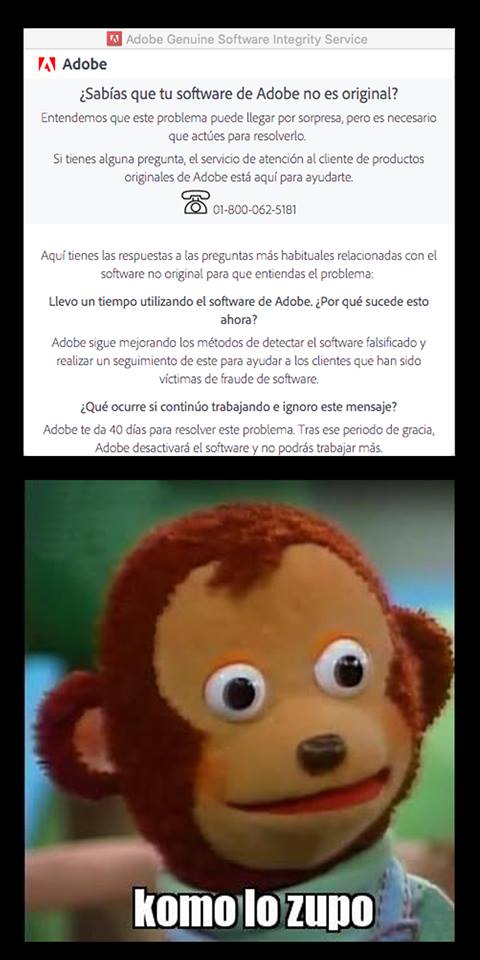 Adobe Genuine Software Integrity Service
Adobe
¿Sabías que tu software de Adobe no es original?
Entendemos que este problema puede llegar por sorpresa, pero es necesario
que actúes para resolverlo.
Si tienes alguna pregunta, el servicio de atención al cliente de productos
originales de Adobe está aquí para ayudarte.
01-800-062-5181
Aquí tienes las respuestas a las preguntas más habituales relacionadas con el
software no original para que entiendas el problema:
Llevo un tiempo utilizando el software de Adobe. ¿Por qué sucede esto
ahora?
Adobe sigue mejorando los métodos de detectar el software falsificado y
realizar un seguimiento de este para ayudar a los clientes que han sido
víctimas de fraude de software.
¿Qué ocurre si continúo trabajando e ignoro este mensaje?
Adobe te da 40 días para resolver este problema. Tras ese periodo de gracia,
Adobe desactivará el software y no podrás trabajar más.
komo lo zupo